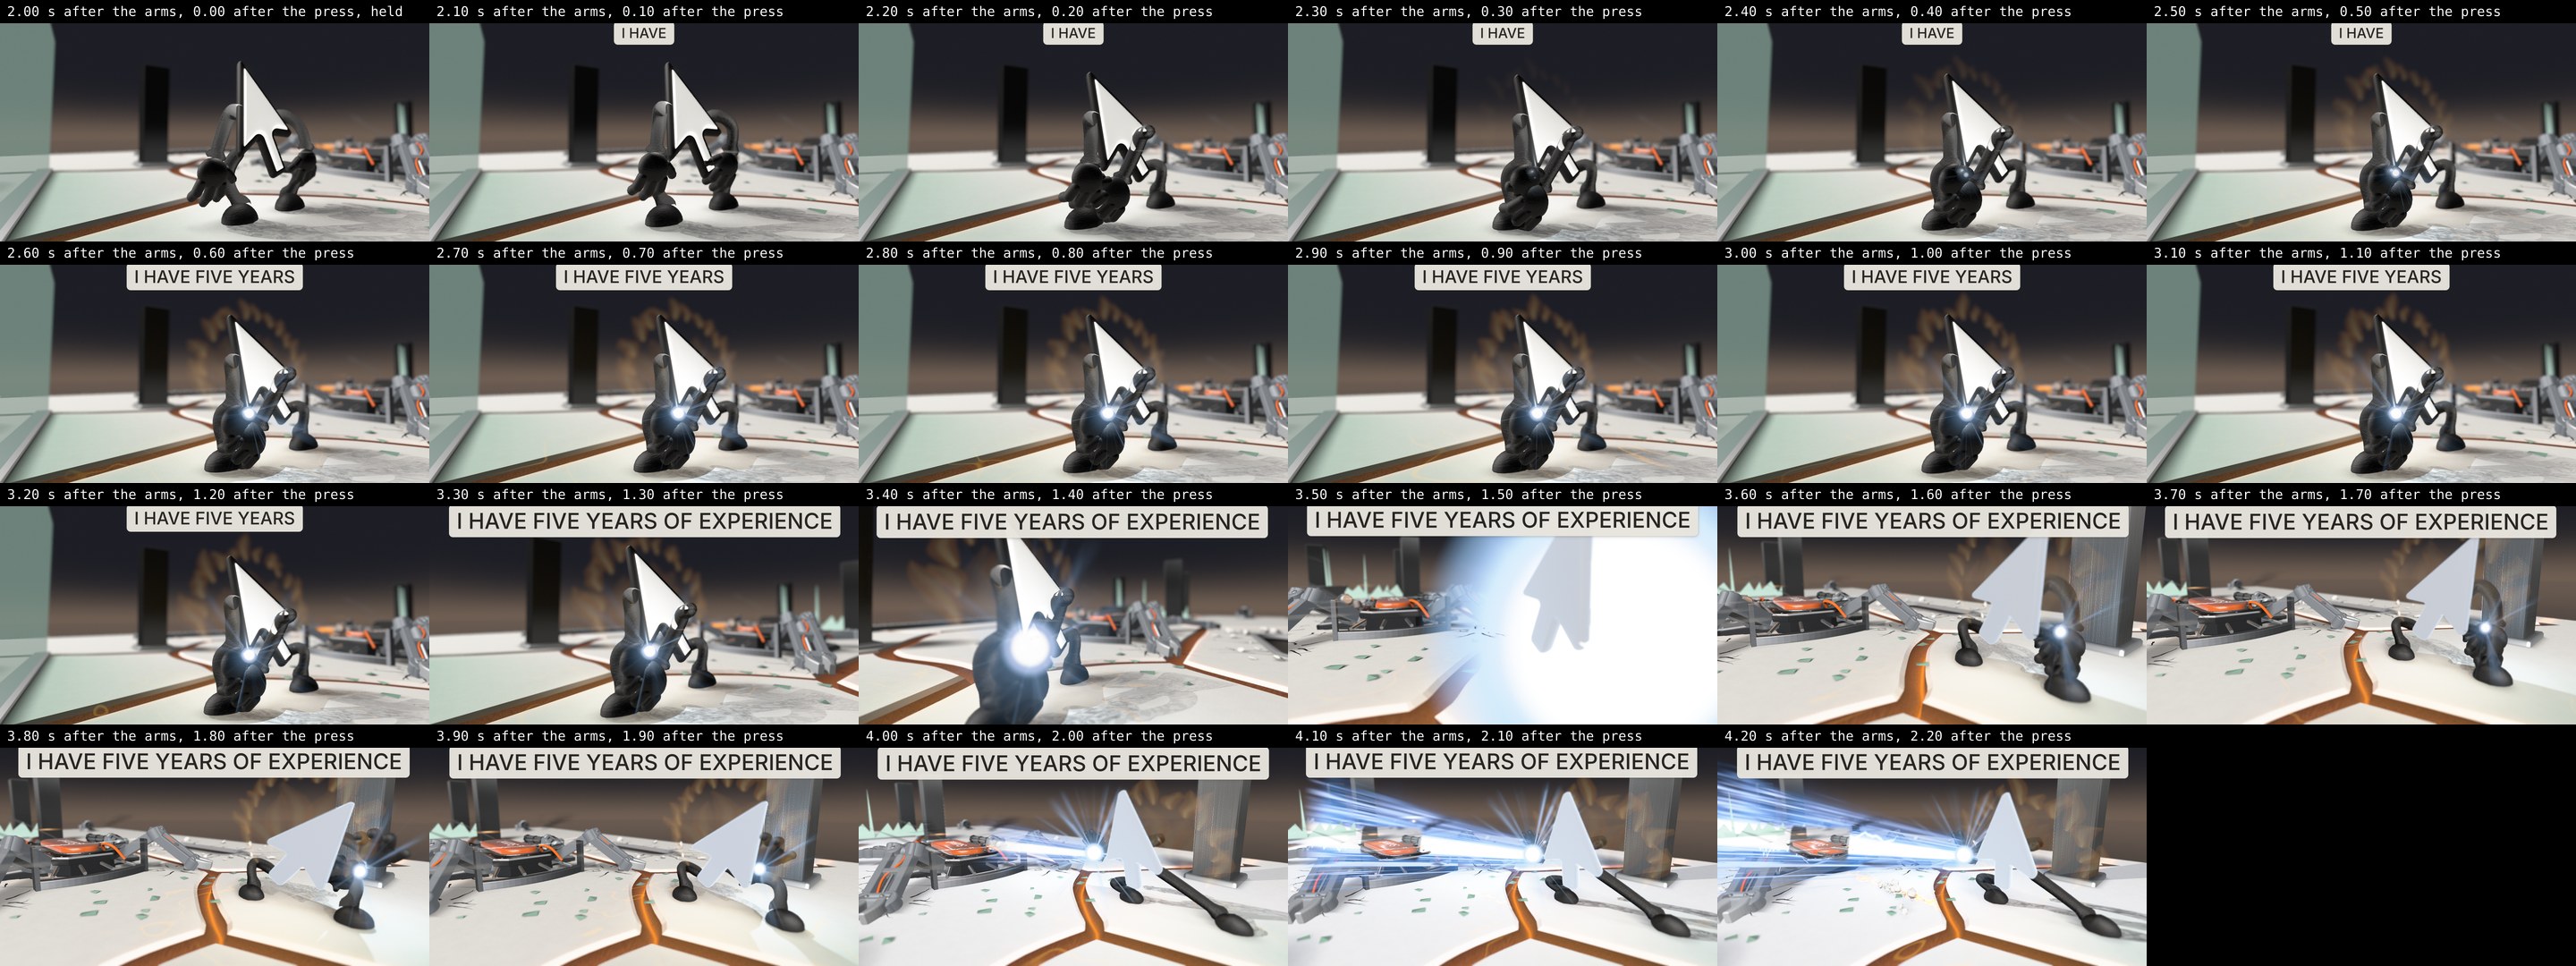 2.00 s after the arms, 0.00 after the press, held
2.10 s after the arms, 0.10 after the press
2.20 s after the arms, 0.20 after the press
2.30 s after the arms, 0.30 after the press
2.40 s after the arms, 0.40 after the press
2.50 s after the arms, 0.50 after the press
I HAVE
I HAVE
I HAVE
I HAVE
I HAVE
2.60 s after the arms, 0.60 after the press
2.70 s after the arms, 0.70 after the press
2.80 s after the arms, 0.80 after the press
2.90 s after the arms, 0.90 after the press
3.00 s after the arms, 1.00 after the press
3.10 s after the arms, 1.10 after the press
I HAVE FIVE YEARS
I HAVE FIVE YEARS
I HAVE FIVE YEARS
I HAVE FIVE YEARS
I HAVE FIVE YEARS
I HAVE FIVE YEARS
3.20 s after the arms, 1.20 after the press
3.30 s after the arms, 1.30 after the press
3.40 s after the arms, 1.40 after the press
3.50 s after the arms, 1.50 after the press
3.60 s after the arms, 1.60 after the press
3.70 s after the arms, 1.70 after the press
I HAVE FIVE YEARS
I HAVE FIVE YEARS OF EXPERIENCE
I HAVE FIVE YEARS OF EXPERIENCE
I HAVE FIVE YEARS OF EXPERIENCE
I HAVE FIVE YEARS OF EXPERIENCE
I HAVE FIVE YEARS OF EXPERIENCE
3.80 s after the arms, 1.80 after the press
3.90 s after the arms, 1.90 after the press
4.00 s after the arms, 2.00 after the press
4.10 s after the arms, 2.10 after the press
4.20 s after the arms, 2.20 after the press
I HAVE FIVE YEARS OF EXPERIENCE
I HAVE FIVE YEARS OF EXPERIENCE
I HAVE FIVE YEARS OF EXPERIENCE
I HAVE FIVE YEARS OF EXPERIENCE
I HAVE FIVE YEARS OF EXPERIENCE